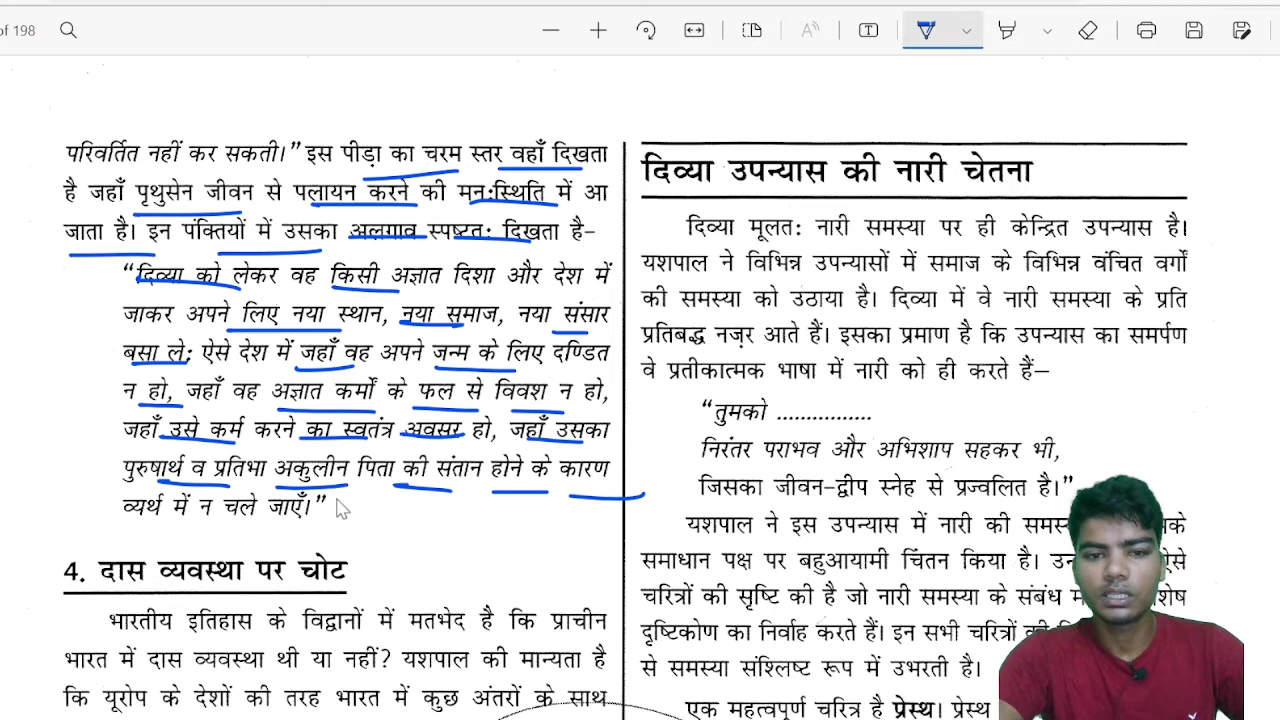 of 198
परिवर्तित नहीं कर सकती।” इस पीड़ा का चरम स्तर वहाँ दिखता
है जहाँ पृथुसेन जीवन से पलायन करने की मनःस्थिति में आ
जाता है। इन पंक्तियों में उसका अलगाव स्पष्टतः दिखता है–
“दिव्या को लेकर वह किसी अज्ञात दिशा और देश में
जाकर अपने लिए नया स्थान, नया समाज, नया संसार
बसा ले; ऐसे देश में जहाँ वह अपने जन्म के लिए दण्डित
न हो, जहाँ वह अज्ञात कर्मों के फल से विवश न हो,
जहाँ उसे कर्म करने का स्वतंत्र अवसर हो, जहाँ उसका
पुरुषार्थ व प्रतिभा अकुलीन पिता की संतान होने के कारण
व्यर्थ में न चले जाएँ।”
4. दास व्यवस्था पर चोट
भारतीय इतिहास के विद्वानों में मतभेद है कि प्राचीन
भारत में दास व्यवस्था थी या नहीं? यशपाल की मान्यता है
कि यूरोप के देशों की तरह भारत में कुछ अंतरों के साथ
दिव्या उपन्यास की नारी चेतना
दिव्या मूलतः नारी समस्या पर ही केन्द्रित उपन्यास है।
यशपाल ने विभिन्न उपन्यासों में समाज के विभिन्न वंचित वर्गों
की समस्या को उठाया है। दिव्या में वे नारी समस्या के प्रति
प्रतिबद्ध नज़र आते हैं। इसका प्रमाण है कि उपन्यास का समर्पण
वे प्रतीकात्मक भाषा में नारी को ही करते हैं–
“तुमको ................
निरंतर पराभव और अभिशाप सहकर भी,
जिसका जीवन-द्वीप स्नेह से प्रज्वलित है।”
यशपाल ने इस उपन्यास में नारी की
समाधान पक्ष पर बहुआयामी चिंतन किया है। ऐसे
चरित्रों की सृष्टि की है जो नारी समस्या के संबंध
दृष्टिकोण का निर्वाह करते हैं। इन सभी चरित्रों
से समस्या संश्लिष्ट रूप में उभरती है।
एक महत्वपूर्ण चरित्र है प्रेस्थ। प्रेस्थ